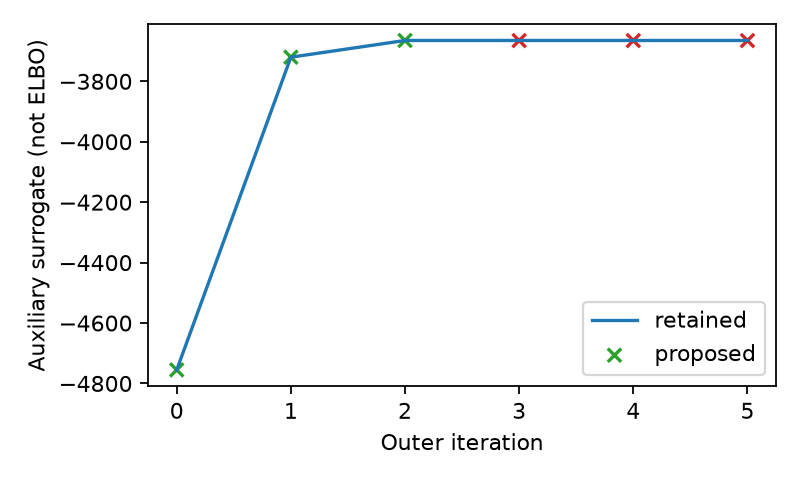 Auxiliary surrogate (not ELBO)
−3800
−4000
−4200
−4400
−4600
−4800
retained
proposed
0 1 2 3 4 5
Outer iteration